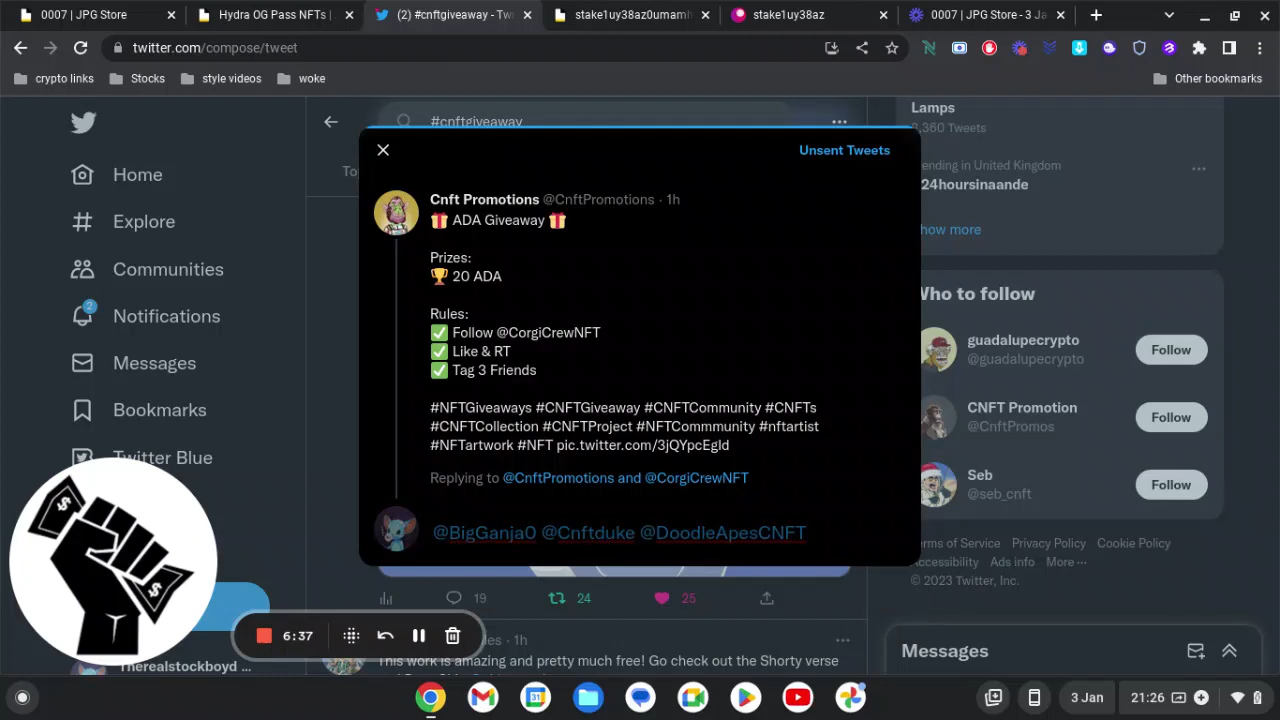 0007 | JPG Store
Hydra OG Pass NFTs |
(2) #cnftgiveaway - Tw
stake1uy38az0umamh
stake1uy38az
0007 | JPG Store - 3 Ja
twitter.com/compose/tweet
crypto links
Stocks
style videos
woke
Other bookmarks
#cnftgiveaway
To
Home
Explore
Communities
2
Notifications
Messages
Bookmarks
Twitter Blue
Therealstockboyd ...
Unsent Tweets
Cnft Promotions @CnftPromotions · 1h
🎁 ADA Giveaway 🎁
Prizes:
🏆 20 ADA
Rules:
✅ Follow @CorgiCrewNFT
✅ Like & RT
✅ Tag 3 Friends
#NFTGiveaways #CNFTGiveaway #CNFTCommunity #CNFTs
#CNFTCollection #CNFTProject #NFTCommmunity #nftartist
#NFTartwork #NFT pic.twitter.com/3jQYpcEgld
Replying to @CnftPromotions and @CorgiCrewNFT
@BigGanja0 @Cnftduke @DoodleApesCNFT
19
24
25
· 1h
This work is amazing and pretty much free! Go check out the Shorty verse
Lamps
,360 Tweets
ending in United Kingdom
24hoursinaande
how more
Who to follow
guadalupecrypto
@guadalupecrypto
Follow
CNFT Promotion
@CnftPromos
Follow
Seb
@seb_cnft
Follow
erms of Service Privacy Policy Cookie Policy
Accessibility Ads info More ···
© 2023 Twitter, Inc.
Messages
$
$
6:37
3 Jan
21:26